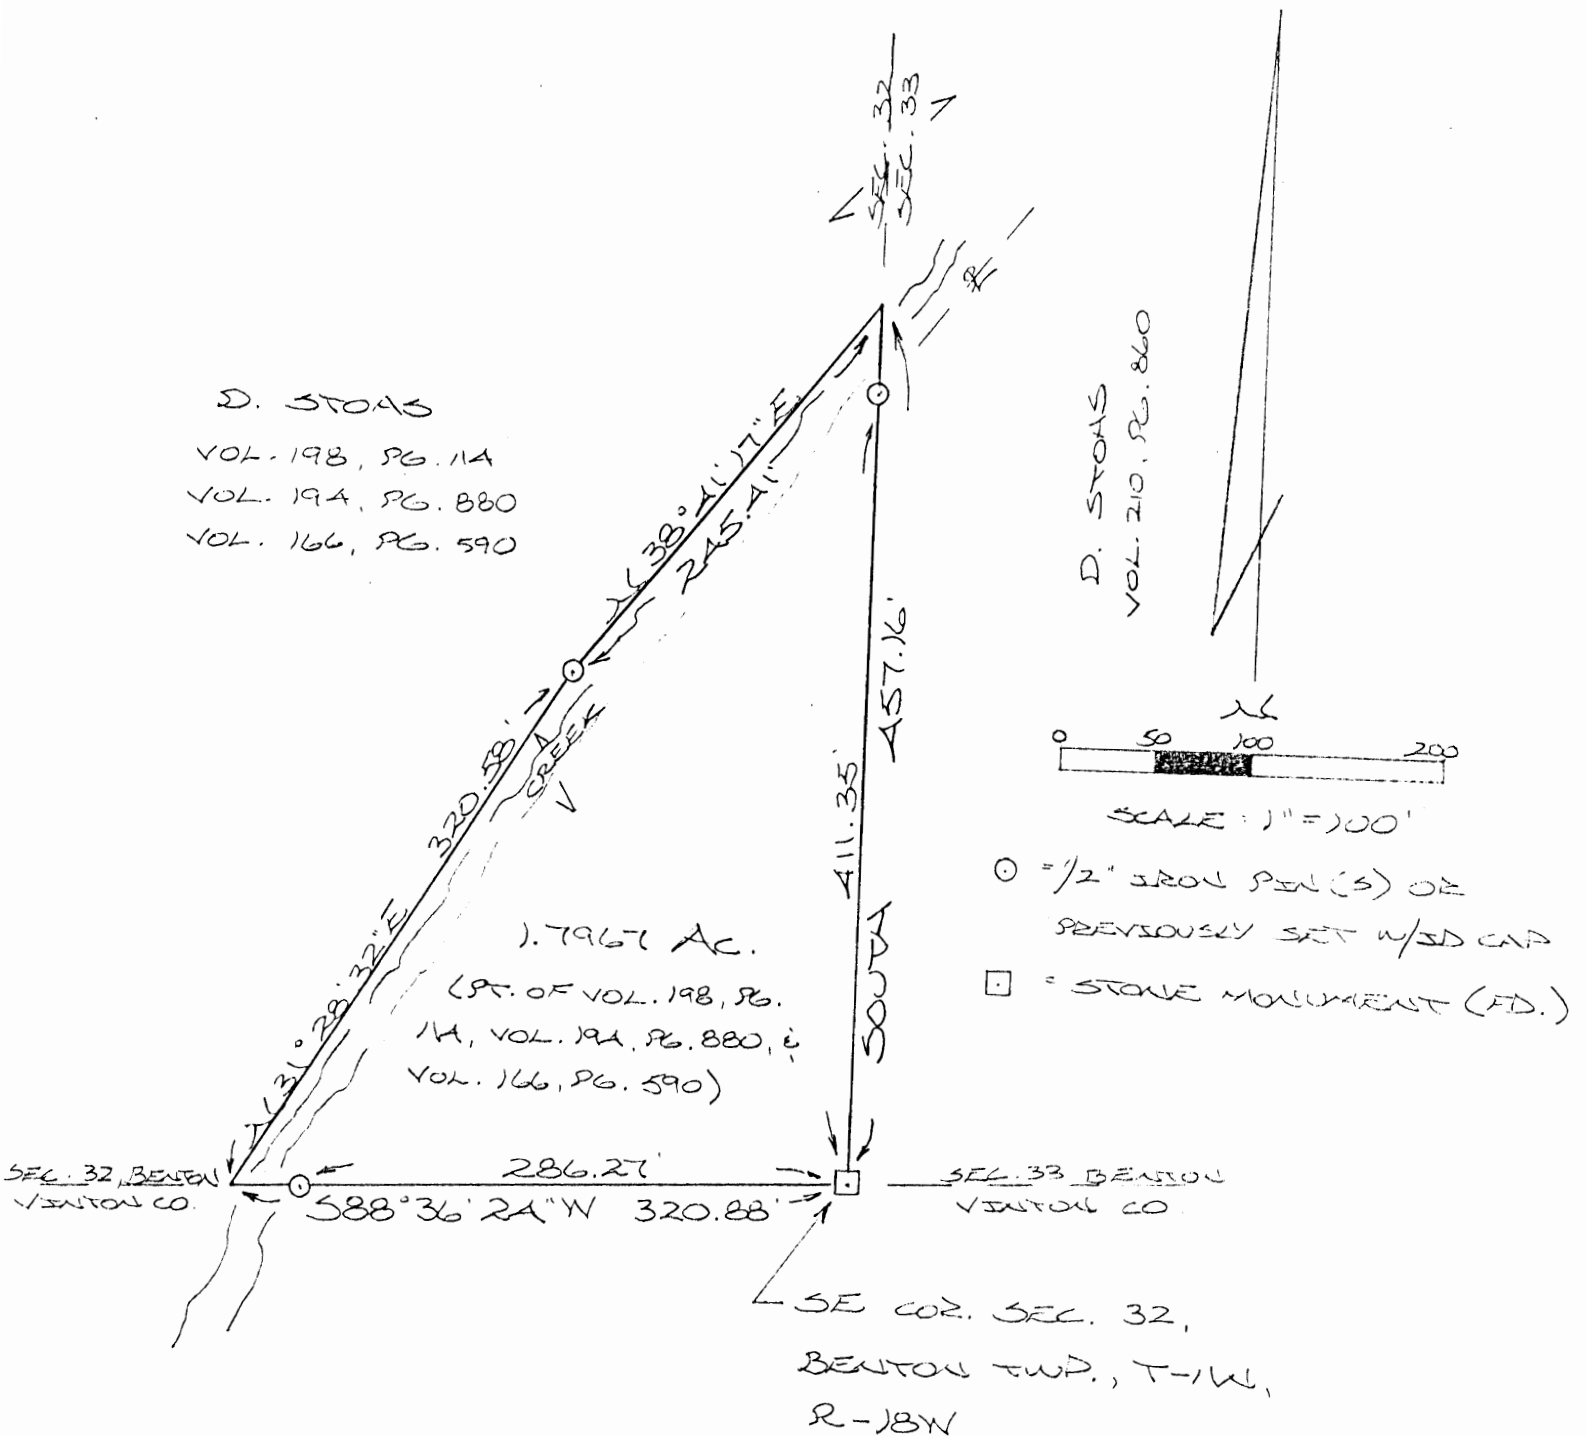 SEC. 32
SEC. 33
D. STOAS
VOL. 198, PG. 114
VOL. 194, PG. 880
VOL. 166, PG. 590
D. STOAS
VOL. 210, PG. 860
N 38° 41' 17" E
245.41'
457.16'
411.35'
SOUTH
320.58'
N 31° 28' 32" E
CREEK
N
0 50 100 200
SCALE: 1"=100'
⊙ = 1/2" IRON PIN(S) OR
PREVIOUSLY SET W/ID CAP
⊡ = STONE MONUMENT (FD.)
1.7967 AC.
(PT. OF VOL. 198, PG.
114, VOL. 194, PG. 880, &
VOL. 166, PG. 590)
SEC. 32, BENTON
VINTON CO.
286.27'
S88° 36' 24" W 320.88'
SEC. 33 BENTON
VINTON CO.
SE COR. SEC. 32,
BENTON TWP., T-11N,
R-18W